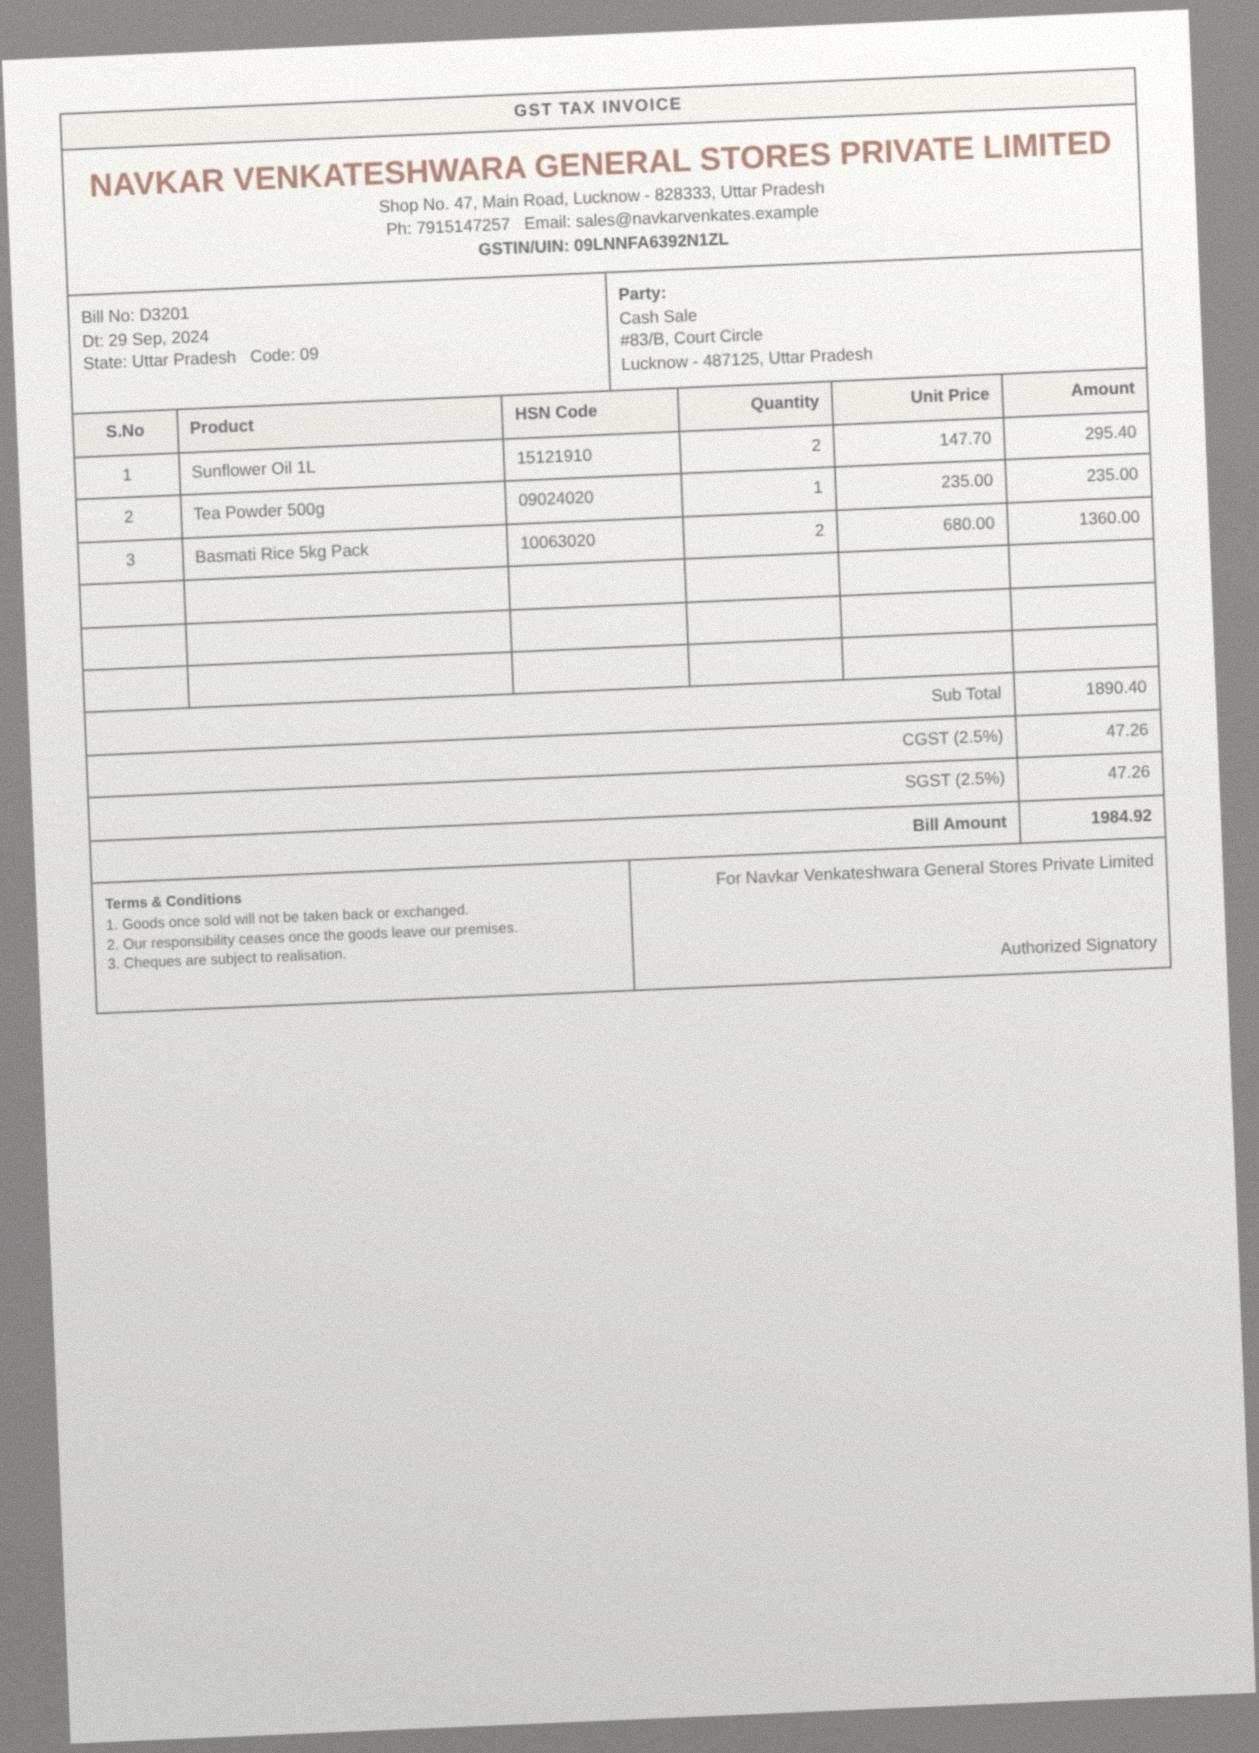 GST TAX INVOICE
NAVKAR VENKATESHWARA GENERAL STORES PRIVATE LIMITED
Shop No. 47, Main Road, Lucknow - 828333, Uttar Pradesh
Ph: 7915147257 Email: sales@navkarvenkates.example
GSTIN/UIN: 09LNNFA6392N1ZL
Bill No: D3201
Dt: 29 Sep, 2024
State: Uttar Pradesh Code: 09
Party:
Cash Sale
#83/B, Court Circle
Lucknow - 487125, Uttar Pradesh
S.No Product HSN Code Quantity Unit Price Amount
1 Sunflower Oil 1L 15121910 2 147.70 295.40
2 Tea Powder 500g 09024020 1 235.00 235.00
3 Basmati Rice 5kg Pack 10063020 2 680.00 1360.00
Sub Total 1890.40
CGST (2.5%) 47.26
SGST (2.5%) 47.26
Bill Amount 1984.92
Terms & Conditions
1. Goods once sold will not be taken back or exchanged.
2. Our responsibility ceases once the goods leave our premises.
3. Cheques are subject to realisation.
For Navkar Venkateshwara General Stores Private Limited
Authorized Signatory